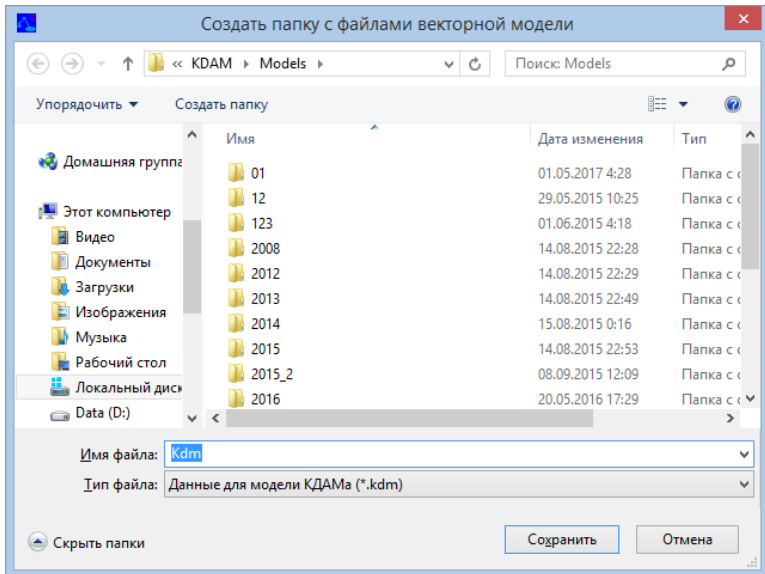 Создать папку с файлами векторной модели
« KDAM Models
Поиск: Models
Упорядочить Создать папку
Имя Дата изменения Тип
Домашняя группа
Этот компьютер
Видео
Документы
Загрузки
Изображения
Музыка
Рабочий стол
Локальный диск
Data (D:)
01 01.05.2017 4:28 Папка с
12 29.05.2015 10:25 Папка с
123 01.06.2015 4:18 Папка с
2008 14.08.2015 22:28 Папка с
2012 14.08.2015 22:29 Папка с
2013 14.08.2015 22:49 Папка с
2014 15.08.2015 0:16 Папка с
2015 14.08.2015 22:53 Папка с
2015_2 08.09.2015 12:09 Папка с
2016 20.05.2016 17:29 Папка с
Имя файла: Kdm
Тип файла: Данные для модели КДАМа (*.kdm)
Скрыть папки
Сохранить Отмена